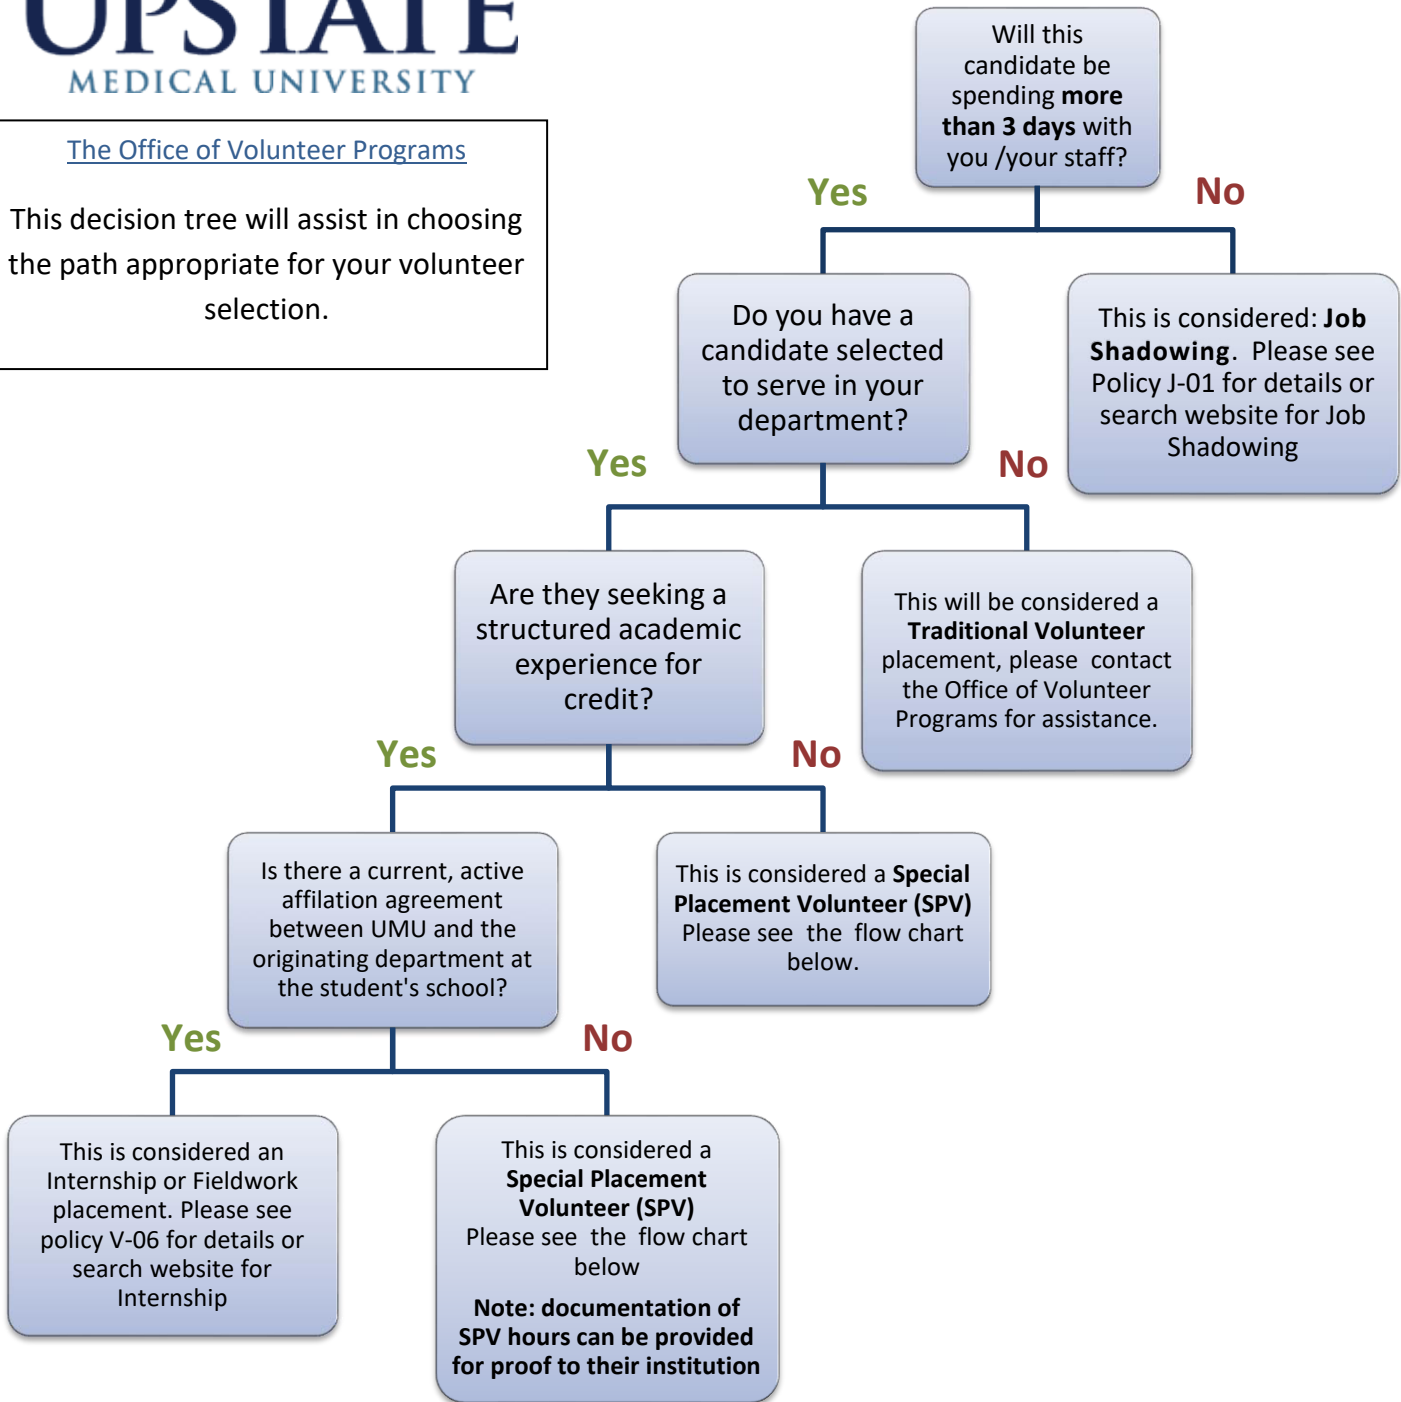 UPSTATE
MEDICAL UNIVERSITY
The Office of Volunteer Programs
This decision tree will assist in choosing
the path appropriate for your volunteer
selection.
Will this
candidate be
spending more
than 3 days with
you /your staff?
Yes
No
Do you have a
candidate selected
to serve in your
department?
This is considered: Job
Shadowing. Please see
Policy J-01 for details or
search website for Job
Shadowing
Yes
No
Are they seeking a
structured academic
experience for
credit?
This will be considered a
Traditional Volunteer
placement, please contact
the Office of Volunteer
Programs for assistance.
Yes
No
Is there a current, active
affilation agreement
between UMU and the
originating department at
the student's school?
This is considered a Special
Placement Volunteer (SPV)
Please see the flow chart
below.
Yes
No
This is considered an
Internship or Fieldwork
placement. Please see
policy V-06 for details or
search website for
Internship
This is considered a
Special Placement
Volunteer (SPV)
Please see the flow chart
below
Note: documentation of
SPV hours can be provided
for proof to their institution